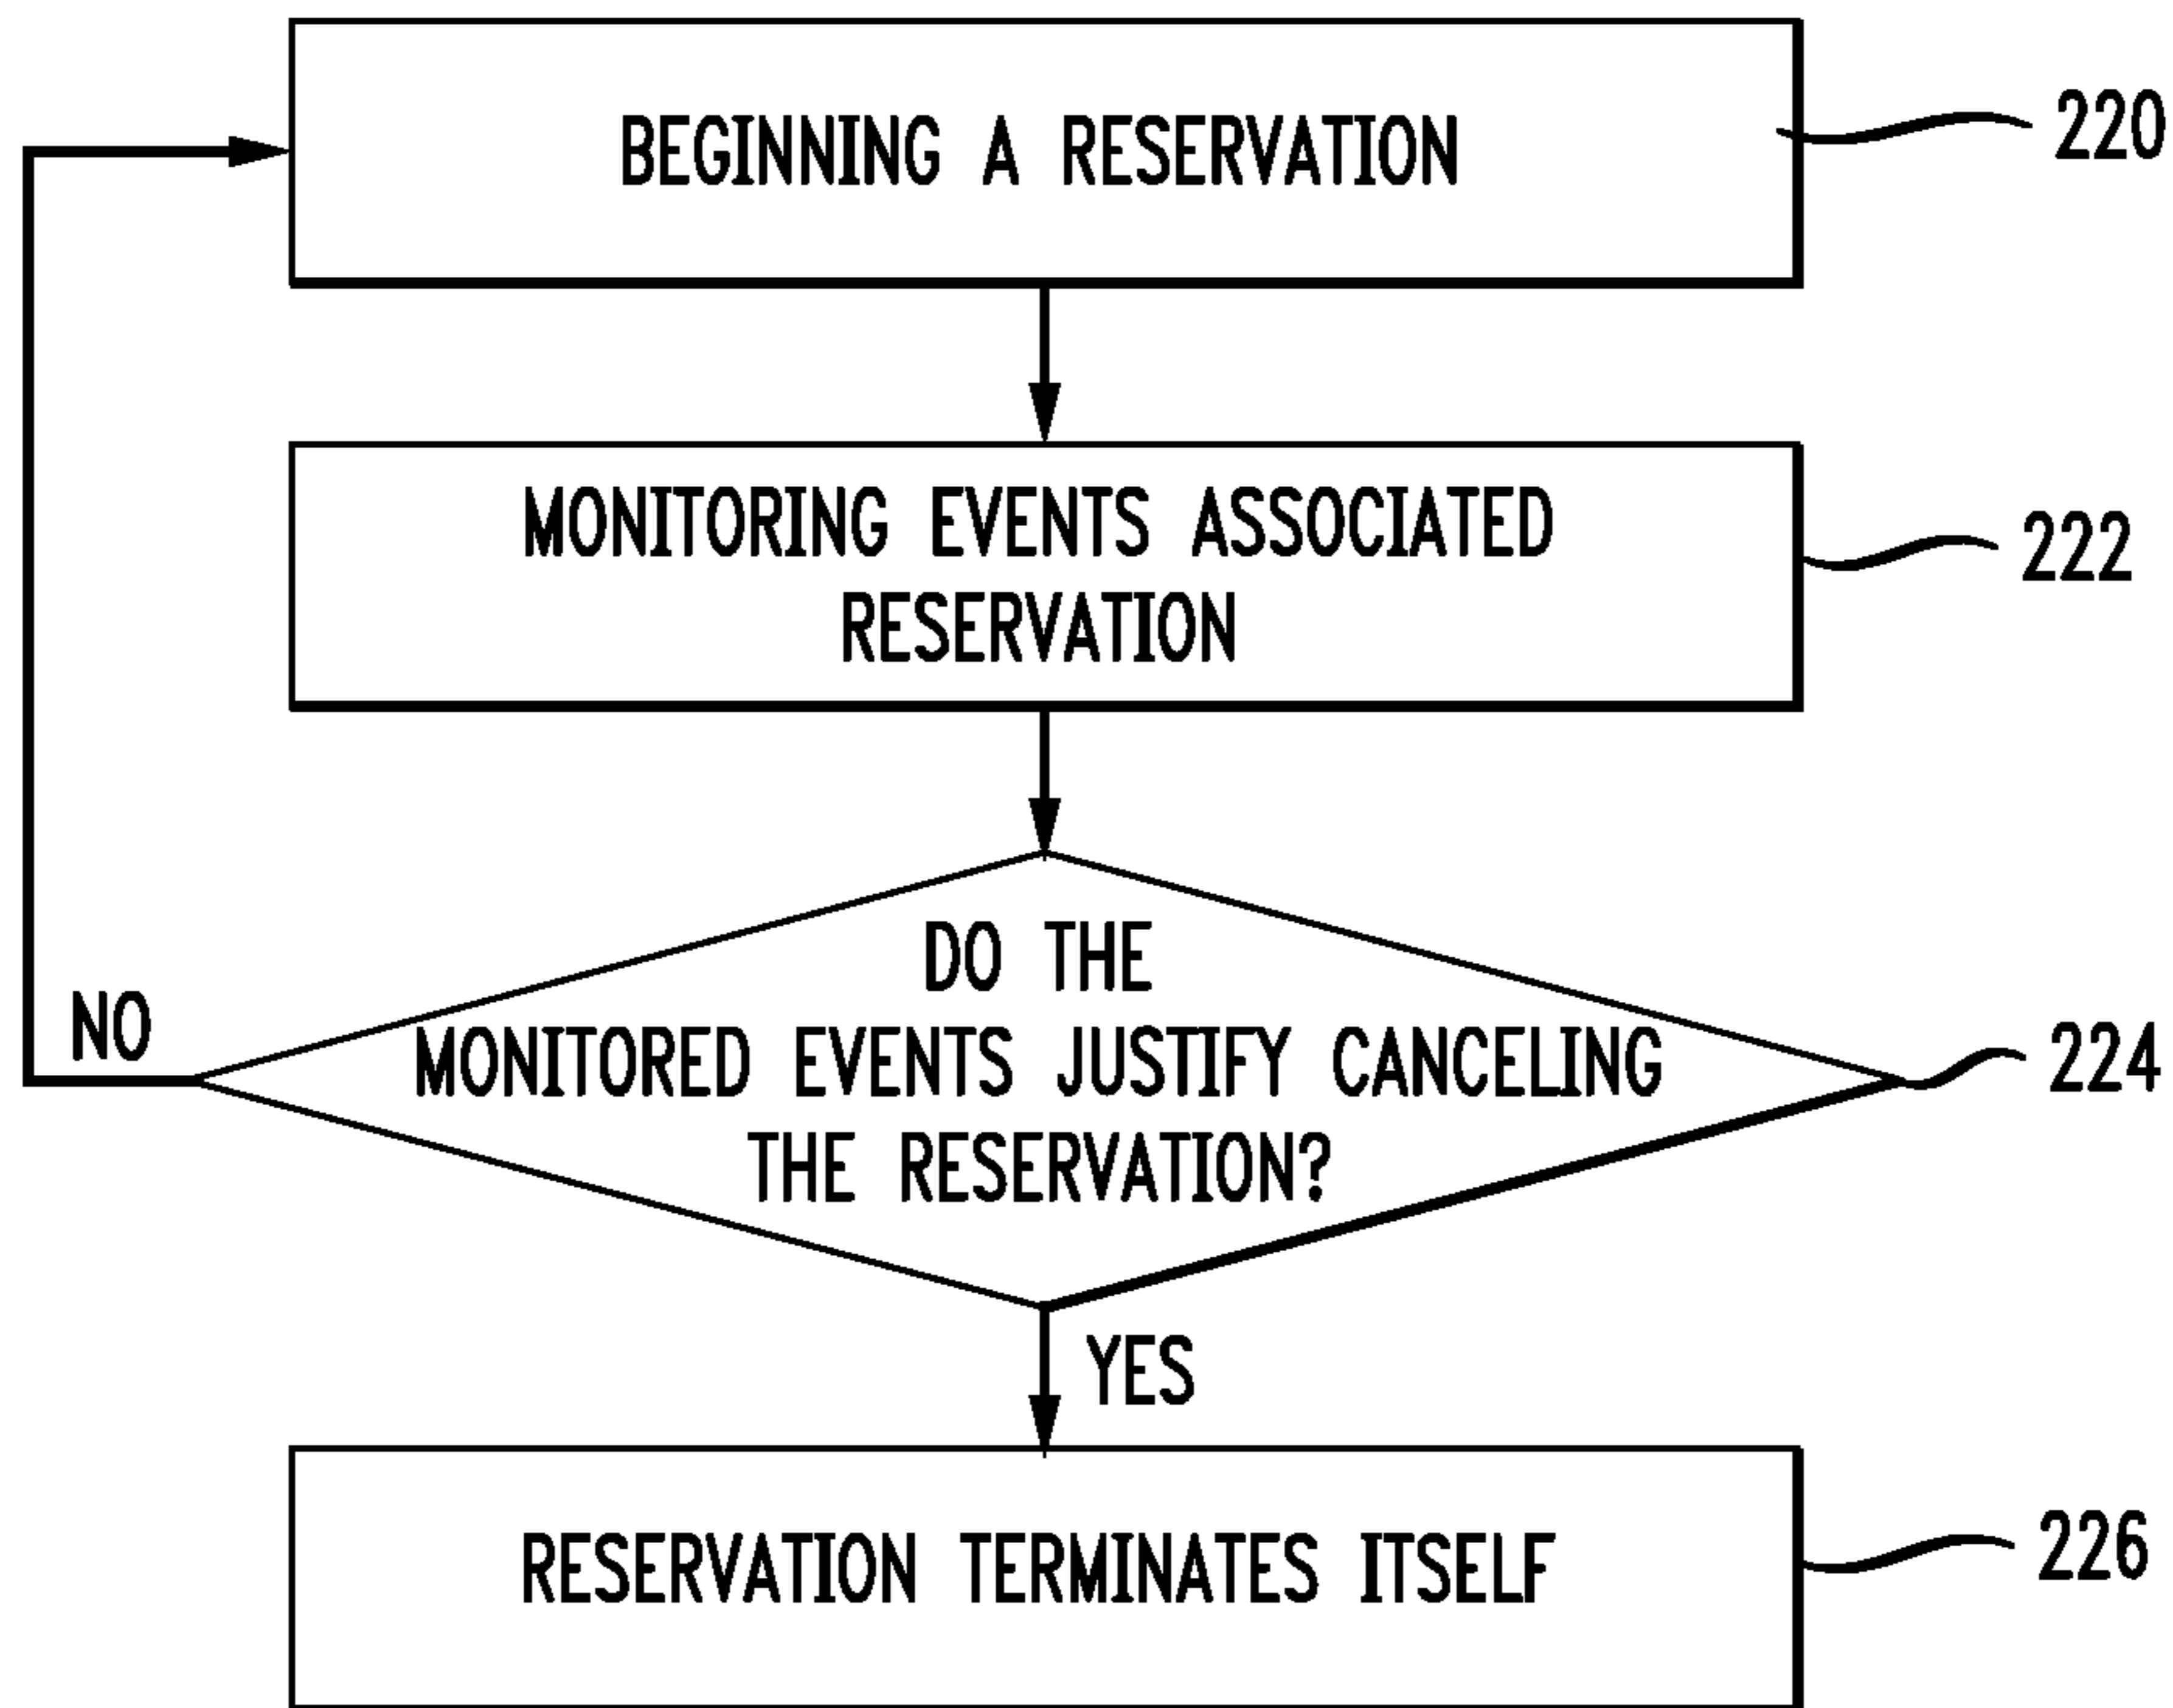 BEGINNING A RESERVATION
220
MONITORING EVENTS ASSOCIATED
RESERVATION
222
DO THE
MONITORED EVENTS JUSTIFY CANCELING
THE RESERVATION?
224
NO
YES
RESERVATION TERMINATES ITSELF
226